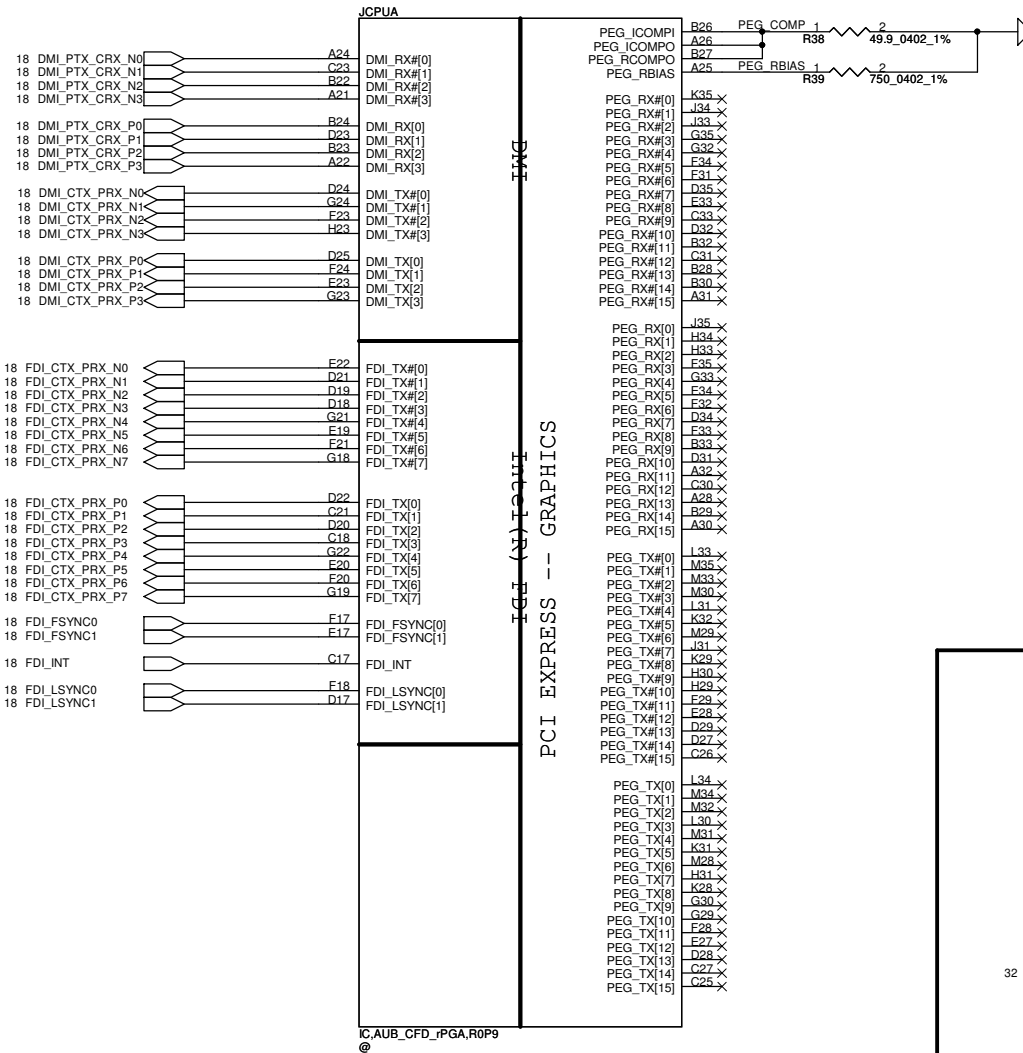 JCPUA
18 DMI_PTX_CRX_N0 A24 DMI_RX#[0]
18 DMI_PTX_CRX_N1 C23 DMI_RX#[1]
18 DMI_PTX_CRX_N2 B22 DMI_RX#[2]
18 DMI_PTX_CRX_N3 A21 DMI_RX#[3]
18 DMI_PTX_CRX_P0 B24 DMI_RX[0]
18 DMI_PTX_CRX_P1 D23 DMI_RX[1]
18 DMI_PTX_CRX_P2 B23 DMI_RX[2]
18 DMI_PTX_CRX_P3 A22 DMI_RX[3]
18 DMI_CTX_PRX_N0 D24 DMI_TX#[0]
18 DMI_CTX_PRX_N1 G24 DMI_TX#[1]
18 DMI_CTX_PRX_N2 F23 DMI_TX#[2]
18 DMI_CTX_PRX_N3 H23 DMI_TX#[3]
18 DMI_CTX_PRX_P0 D25 DMI_TX[0]
18 DMI_CTX_PRX_P1 F24 DMI_TX[1]
18 DMI_CTX_PRX_P2 E23 DMI_TX[2]
18 DMI_CTX_PRX_P3 G23 DMI_TX[3]
DMI
18 FDI_CTX_PRX_N0 E22 FDI_TX#[0]
18 FDI_CTX_PRX_N1 D21 FDI_TX#[1]
18 FDI_CTX_PRX_N2 D19 FDI_TX#[2]
18 FDI_CTX_PRX_N3 D18 FDI_TX#[3]
18 FDI_CTX_PRX_N4 G21 FDI_TX#[4]
18 FDI_CTX_PRX_N5 E19 FDI_TX#[5]
18 FDI_CTX_PRX_N6 F21 FDI_TX#[6]
18 FDI_CTX_PRX_N7 G18 FDI_TX#[7]
18 FDI_CTX_PRX_P0 D22 FDI_TX[0]
18 FDI_CTX_PRX_P1 C21 FDI_TX[1]
18 FDI_CTX_PRX_P2 D20 FDI_TX[2]
18 FDI_CTX_PRX_P3 C18 FDI_TX[3]
18 FDI_CTX_PRX_P4 G22 FDI_TX[4]
18 FDI_CTX_PRX_P5 E20 FDI_TX[5]
18 FDI_CTX_PRX_P6 F20 FDI_TX[6]
18 FDI_CTX_PRX_P7 G19 FDI_TX[7]
18 FDI_FSYNC0 F17 FDI_FSYNC[0]
18 FDI_FSYNC1 E17 FDI_FSYNC[1]
18 FDI_INT C17 FDI_INT
18 FDI_LSYNC0 F18 FDI_LSYNC[0]
18 FDI_LSYNC1 D17 FDI_LSYNC[1]
Intel(R) FDI
PCI EXPRESS -- GRAPHICS
PEG_ICOMPI B26 PEG_COMP 1 R38 2 49.9_0402_1%
PEG_ICOMPO A26
PEG_RCOMPO B27
PEG_RBIAS A25 PEG_RBIAS 1 R39 2 750_0402_1%
PEG_RX#[0] K35
PEG_RX#[1] J34
PEG_RX#[2] J33
PEG_RX#[3] G35
PEG_RX#[4] G32
PEG_RX#[5] F34
PEG_RX#[6] F31
PEG_RX#[7] D35
PEG_RX#[8] E33
PEG_RX#[9] C33
PEG_RX#[10] D32
PEG_RX#[11] B32
PEG_RX#[12] C31
PEG_RX#[13] B28
PEG_RX#[14] B30
PEG_RX#[15] A31
PEG_RX[0] J35
PEG_RX[1] H34
PEG_RX[2] H33
PEG_RX[3] F35
PEG_RX[4] G33
PEG_RX[5] E34
PEG_RX[6] F32
PEG_RX[7] D34
PEG_RX[8] F33
PEG_RX[9] B33
PEG_RX[10] D31
PEG_RX[11] A32
PEG_RX[12] C30
PEG_RX[13] A28
PEG_RX[14] B29
PEG_RX[15] A30
PEG_TX#[0] L33
PEG_TX#[1] M35
PEG_TX#[2] M33
PEG_TX#[3] M30
PEG_TX#[4] L31
PEG_TX#[5] K32
PEG_TX#[6] M29
PEG_TX#[7] J31
PEG_TX#[8] K29
PEG_TX#[9] H30
PEG_TX#[10] H29
PEG_TX#[11] F29
PEG_TX#[12] E28
PEG_TX#[13] D29
PEG_TX#[14] D27
PEG_TX#[15] C26
PEG_TX[0] L34
PEG_TX[1] M34
PEG_TX[2] M32
PEG_TX[3] L30
PEG_TX[4] M31
PEG_TX[5] K31
PEG_TX[6] M28
PEG_TX[7] H31
PEG_TX[8] K28
PEG_TX[9] G30
PEG_TX[10] G29
PEG_TX[11] F28
PEG_TX[12] E27
PEG_TX[13] D28
PEG_TX[14] C27
PEG_TX[15] C25
32
IC,AUB_CFD_rPGA,R0P9
@